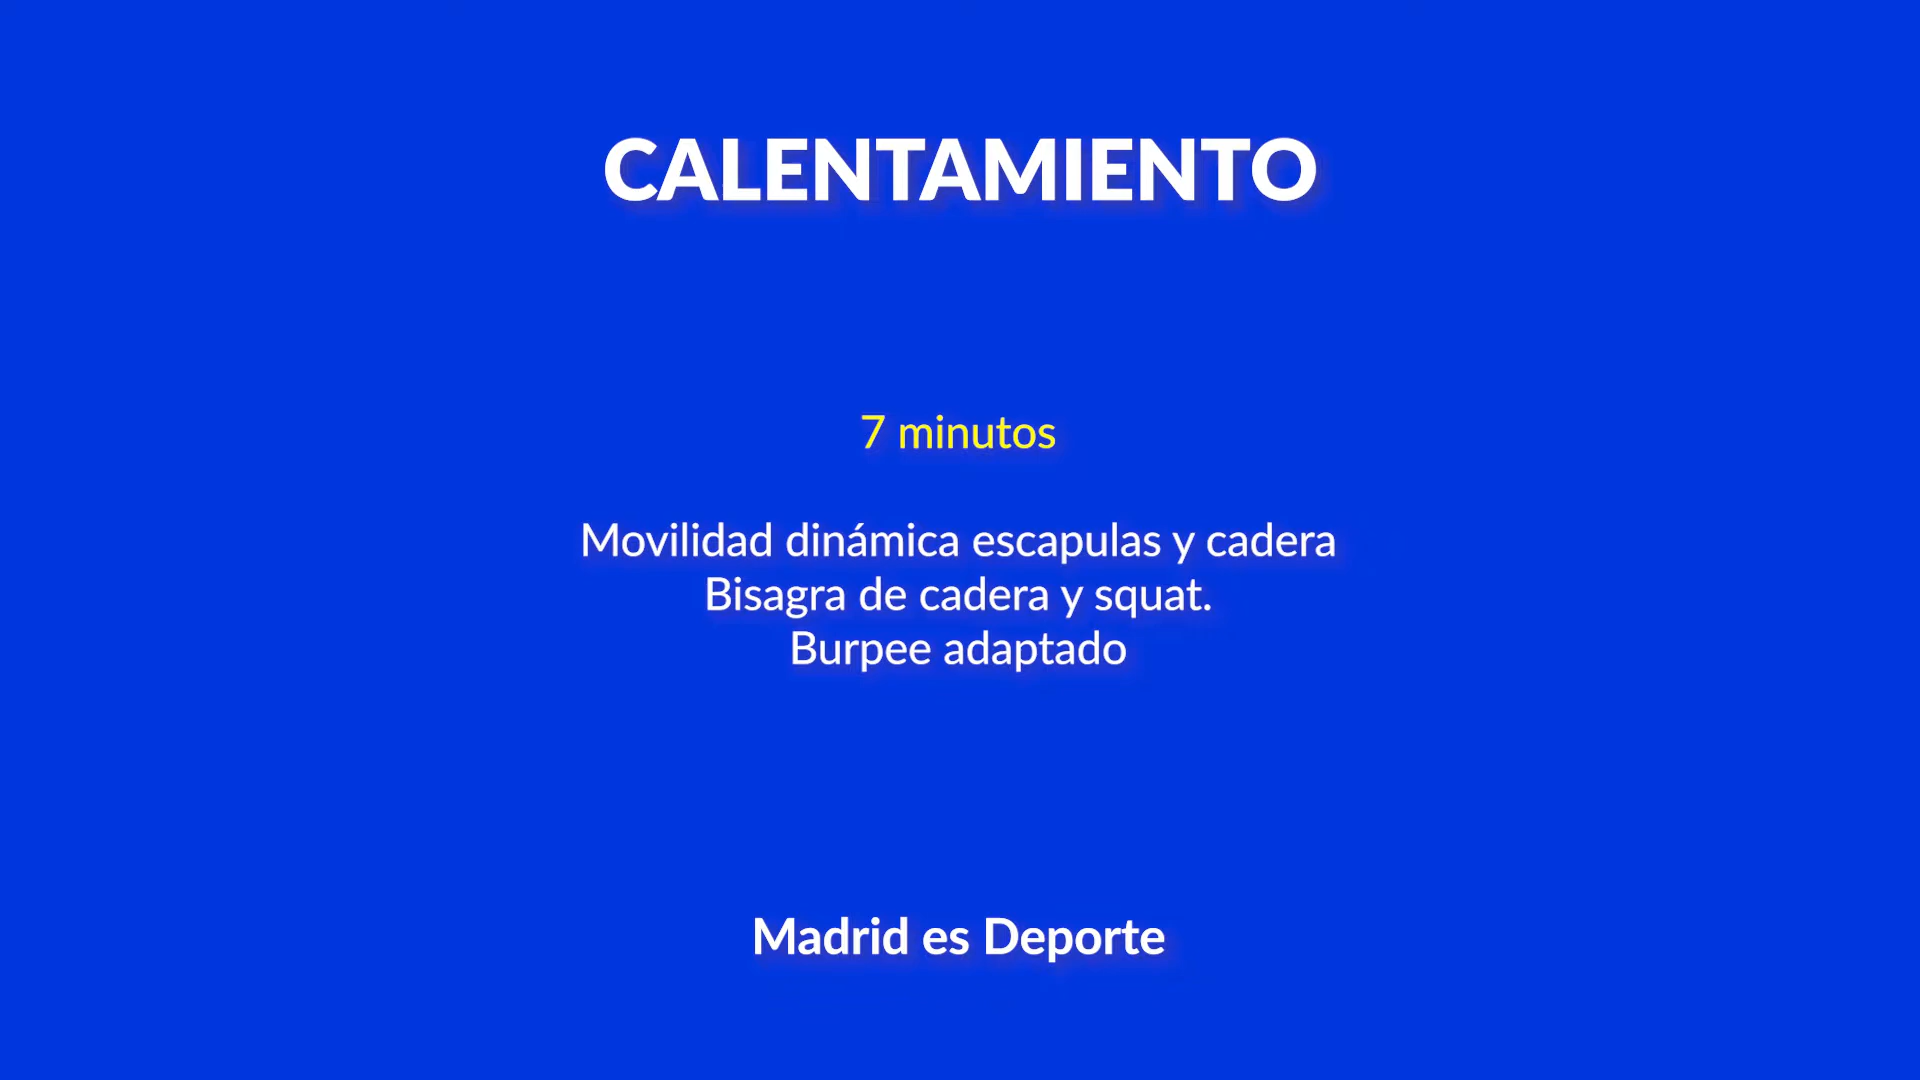 CALENTAMIENTO
7 minutos
Movilidad dinámica escapulas y cadera
Bisagra de cadera y squat.
Burpee adaptado
Madrid es Deporte